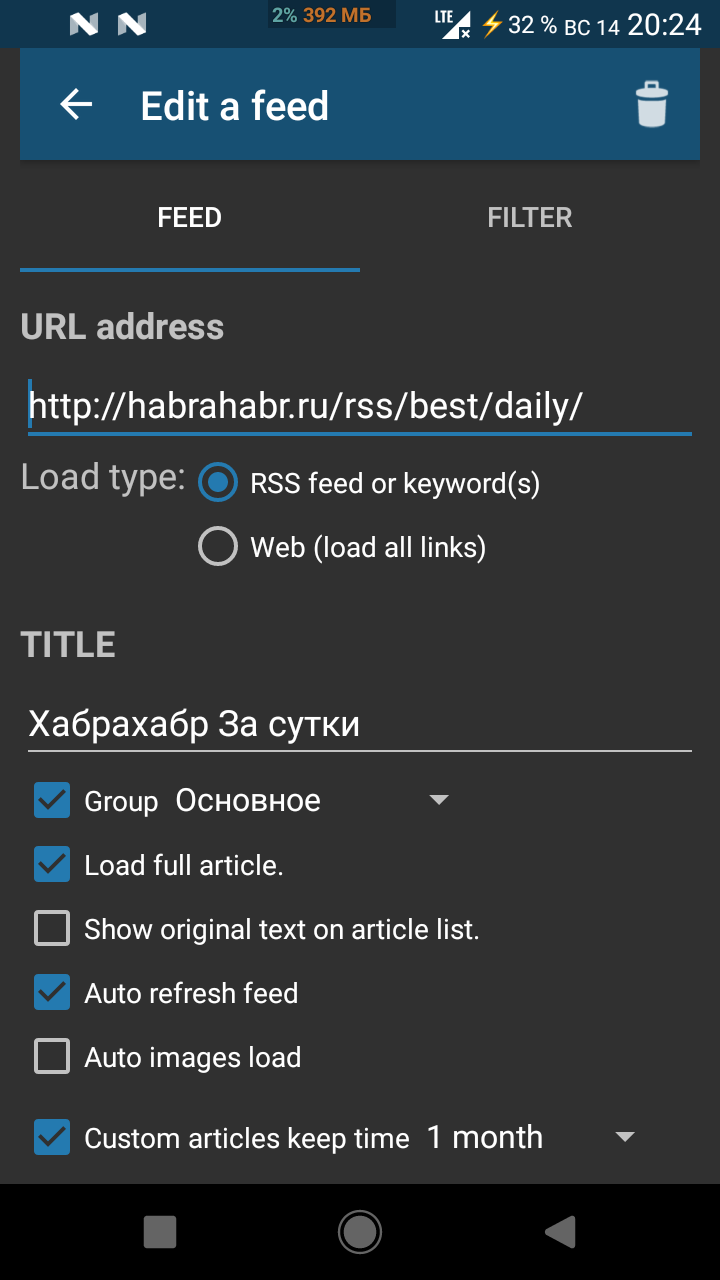 2% 392 МБ LTE 32 % ВС 14 20:24
Edit a feed
FEED FILTER
URL address
http://habrahabr.ru/rss/best/daily/
Load type: RSS feed or keyword(s)
Web (load all links)
TITLE
Хабрахабр За сутки
Group Основное
Load full article.
Show original text on article list.
Auto refresh feed
Auto images load
Custom articles keep time 1 month